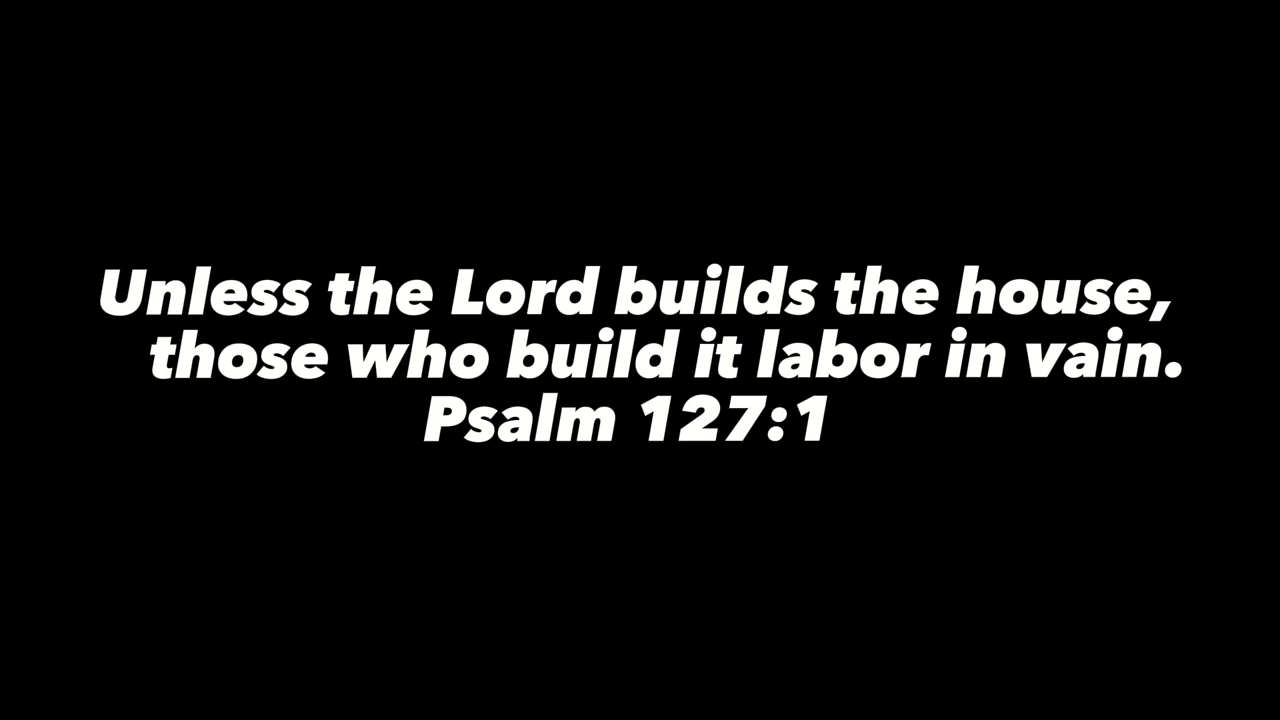 Unless the Lord builds the house,
those who build it labor in vain.
Psalm 127:1